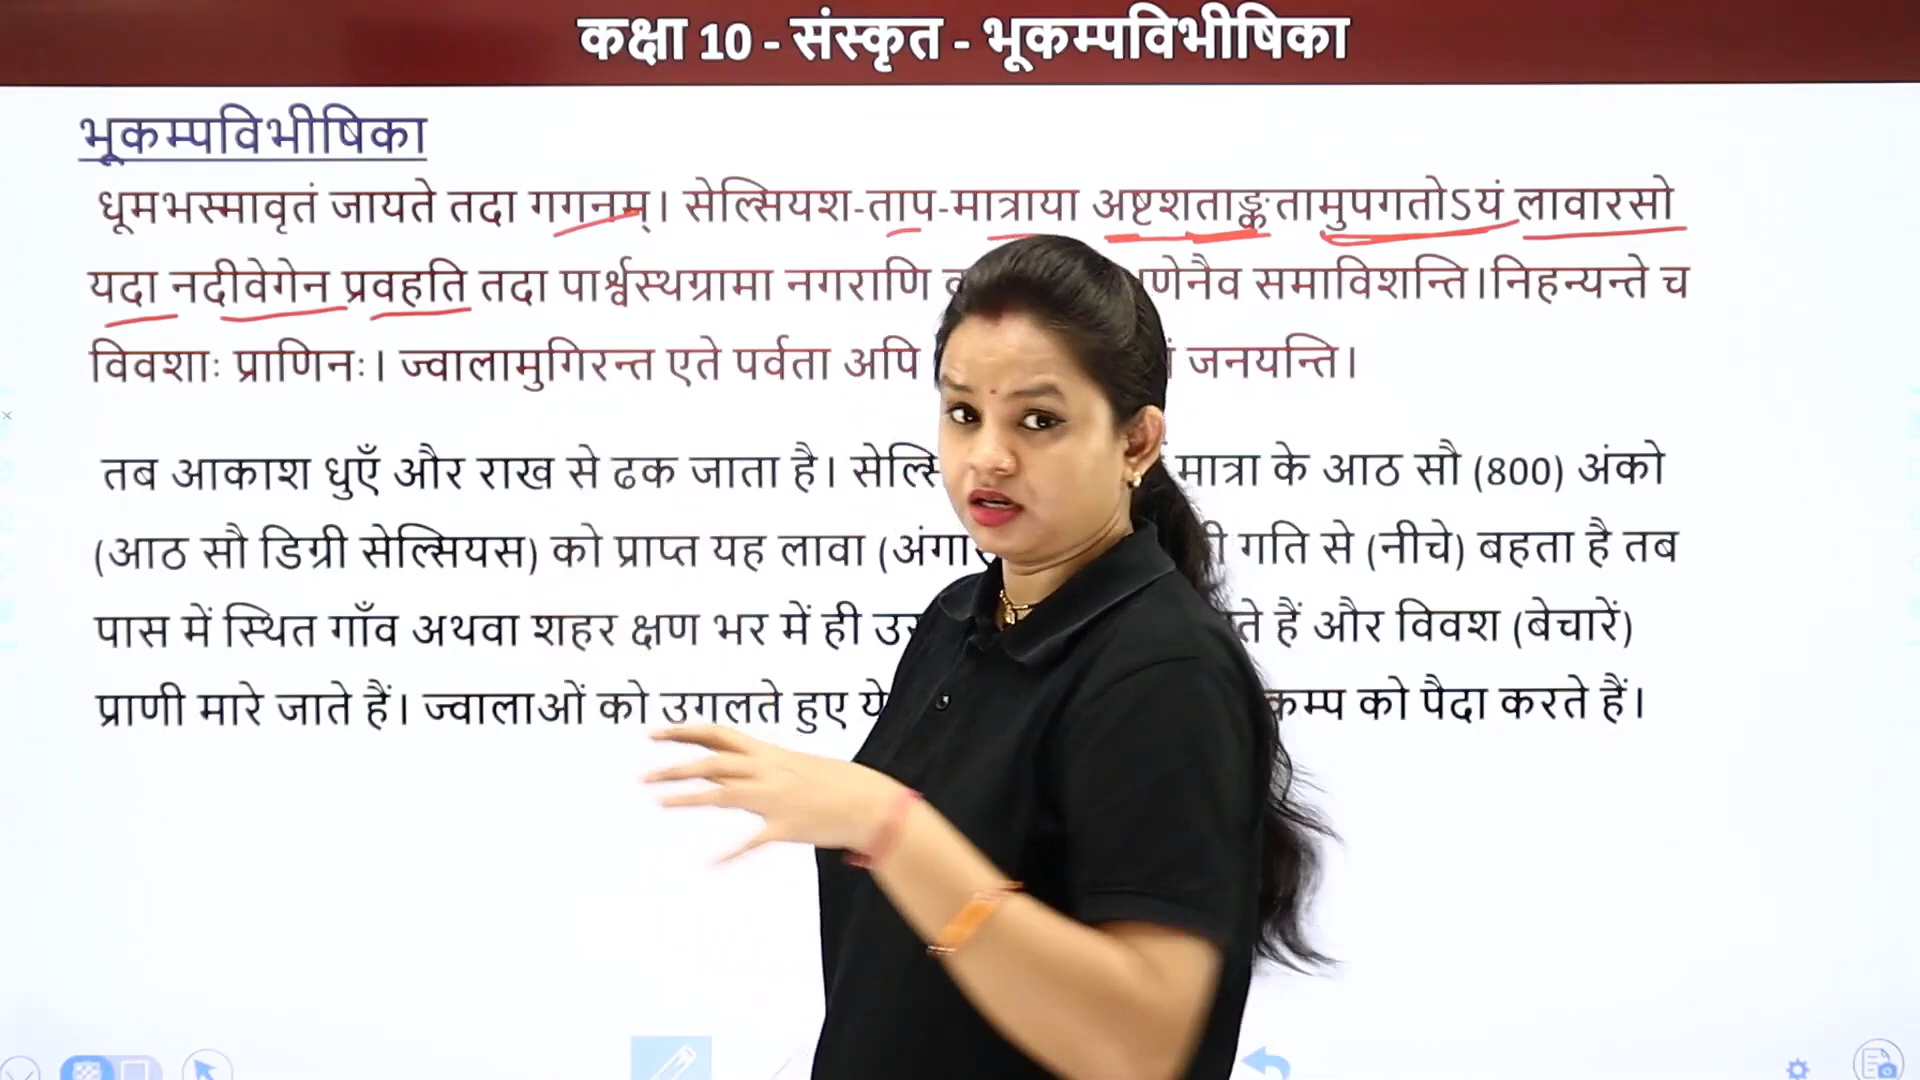 कक्षा 10 - संस्कृत - भूकम्पविभीषिका
भूकम्पविभीषिका
धूमभस्मावृतं जायते तदा गगनम्। सेल्सियश-ताप-मात्राया अष्टशताङ्कतामुपगतोऽयं लावारसो
यदा नदीवेगेन प्रवहति तदा पार्श्वस्थग्रामा नगराणि समाविशन्ति।निहन्यन्ते च
विवशाः प्राणिनः। ज्वालामुगिरन्त एते पर्वता अपि जनयन्ति।
तब आकाश धुएँ और राख से ढक जाता है। मात्रा के आठ सौ (800) अंको
(आठ सौ डिग्री सेल्सियस) को प्राप्त यह लावा गति से (नीचे) बहता है तब
पास में स्थित गाँव अथवा शहर क्षण भर में ही हैं और विवश (बेचारें)
प्राणी मारे जाते हैं। ज्वालाओं को उगलते हुए ये को पैदा करते हैं।